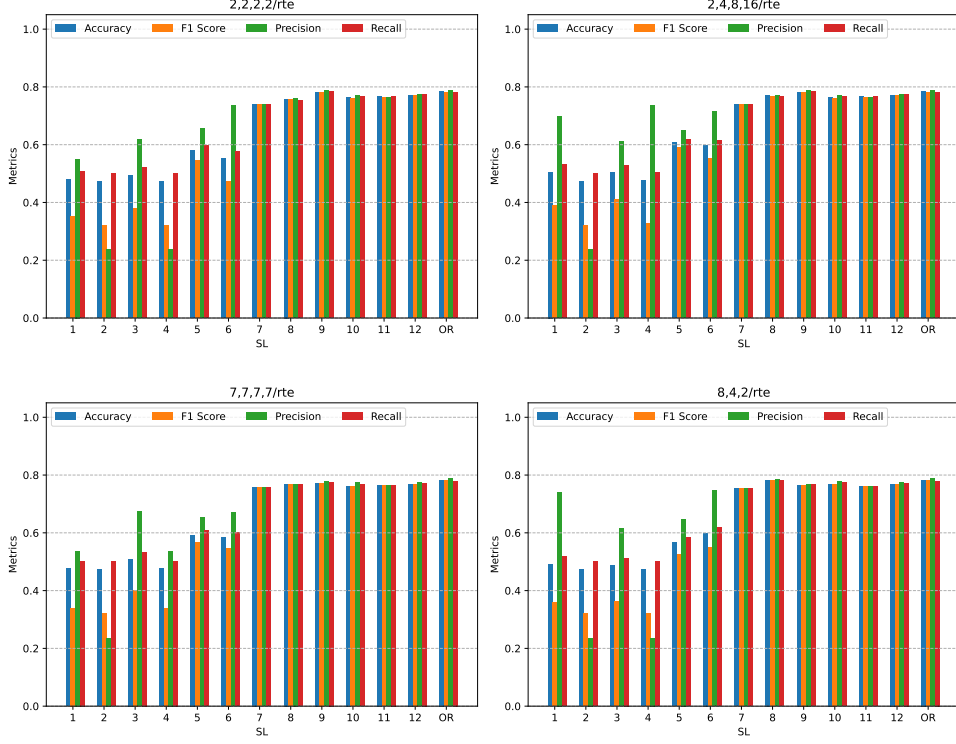 2,2,2,2/rte
Accuracy F1 Score Precision Recall
1.0
0.8
0.6
0.4
0.2
0.0
Metrics
1 2 3 4 5 6 7 8 9 10 11 12 OR
SL
2,4,8,16/rte
Accuracy F1 Score Precision Recall
1.0
0.8
0.6
0.4
0.2
0.0
Metrics
1 2 3 4 5 6 7 8 9 10 11 12 OR
SL
7,7,7,7/rte
Accuracy F1 Score Precision Recall
1.0
0.8
0.6
0.4
0.2
0.0
Metrics
1 2 3 4 5 6 7 8 9 10 11 12 OR
SL
8,4,2/rte
Accuracy F1 Score Precision Recall
1.0
0.8
0.6
0.4
0.2
0.0
Metrics
1 2 3 4 5 6 7 8 9 10 11 12 OR
SL